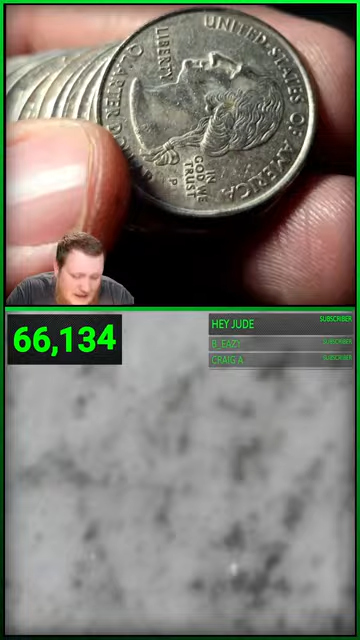 UNITED STATES OF AMERICA
LIBERTY
IN
GOD WE
TRUST
P
QUARTER
66,134
HEY JUDE SUBSCRIBER
B_EAZY SUBSCRIBER
CRAIG A SUBSCRIBER